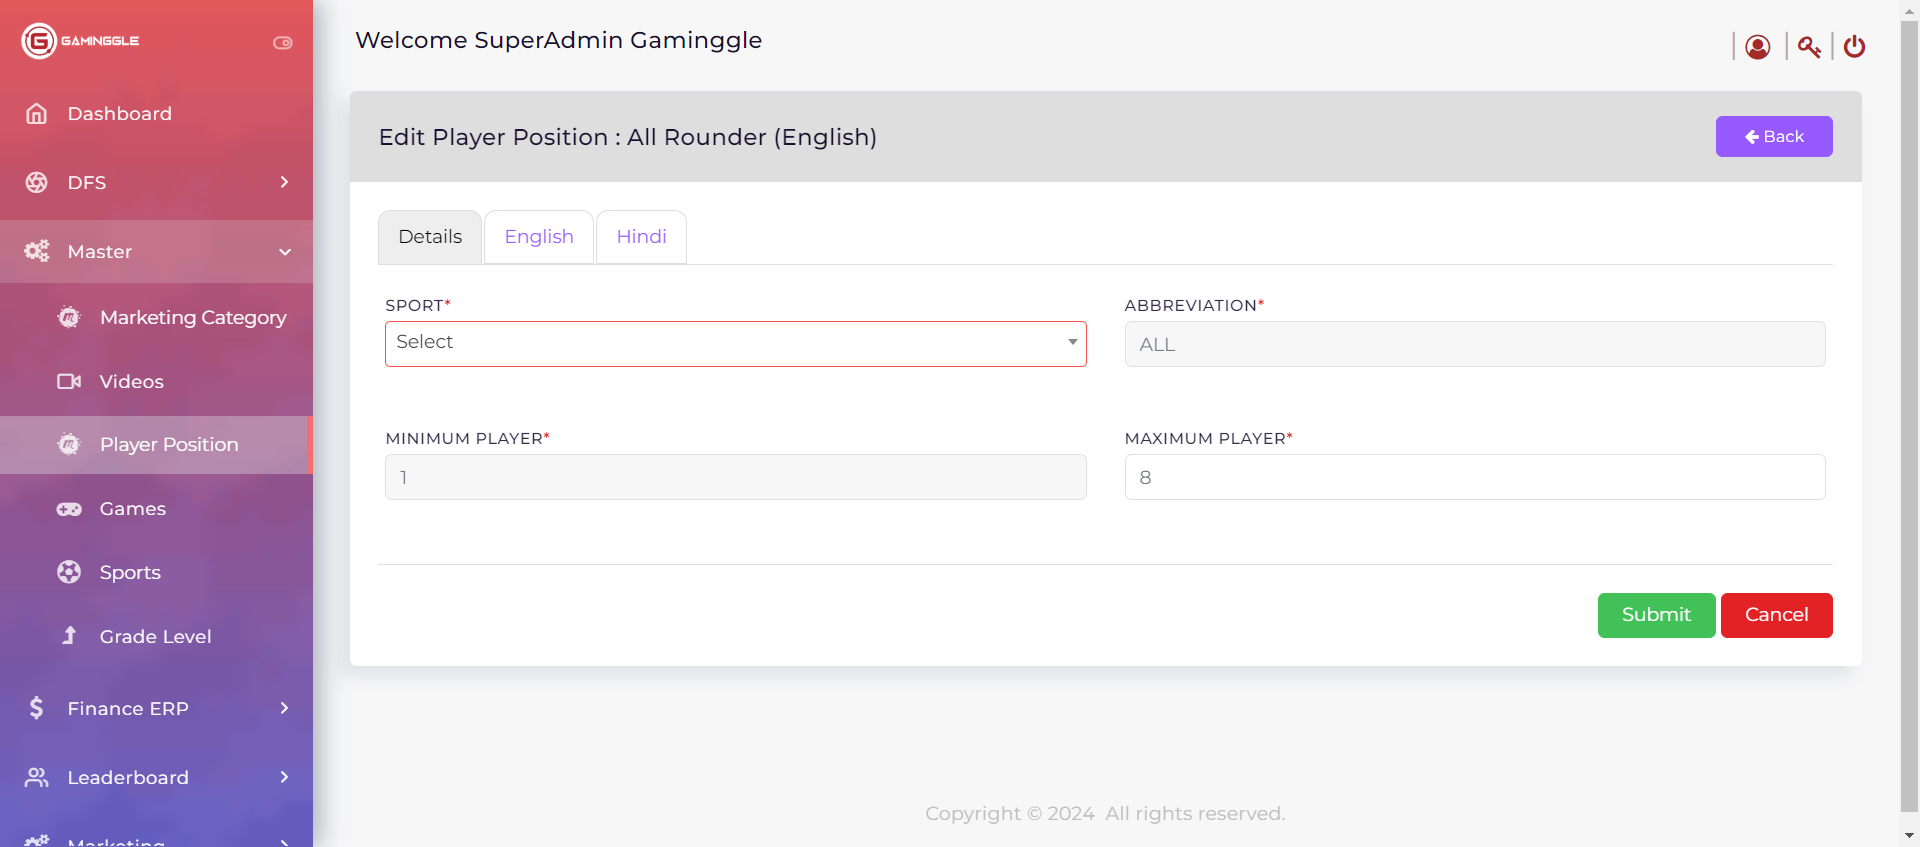 GAMINGGLE
Welcome SuperAdmin Gaminggle
Dashboard
DFS
Master
Marketing Category
Videos
Player Position
Games
Sports
Grade Level
Finance ERP
Leaderboard
Marketing
Edit Player Position : All Rounder (English)
Back
Details
English
Hindi
SPORT*
Select
ABBREVIATION*
ALL
MINIMUM PLAYER*
1
MAXIMUM PLAYER*
8
Submit
Cancel
Copyright © 2024 All rights reserved.